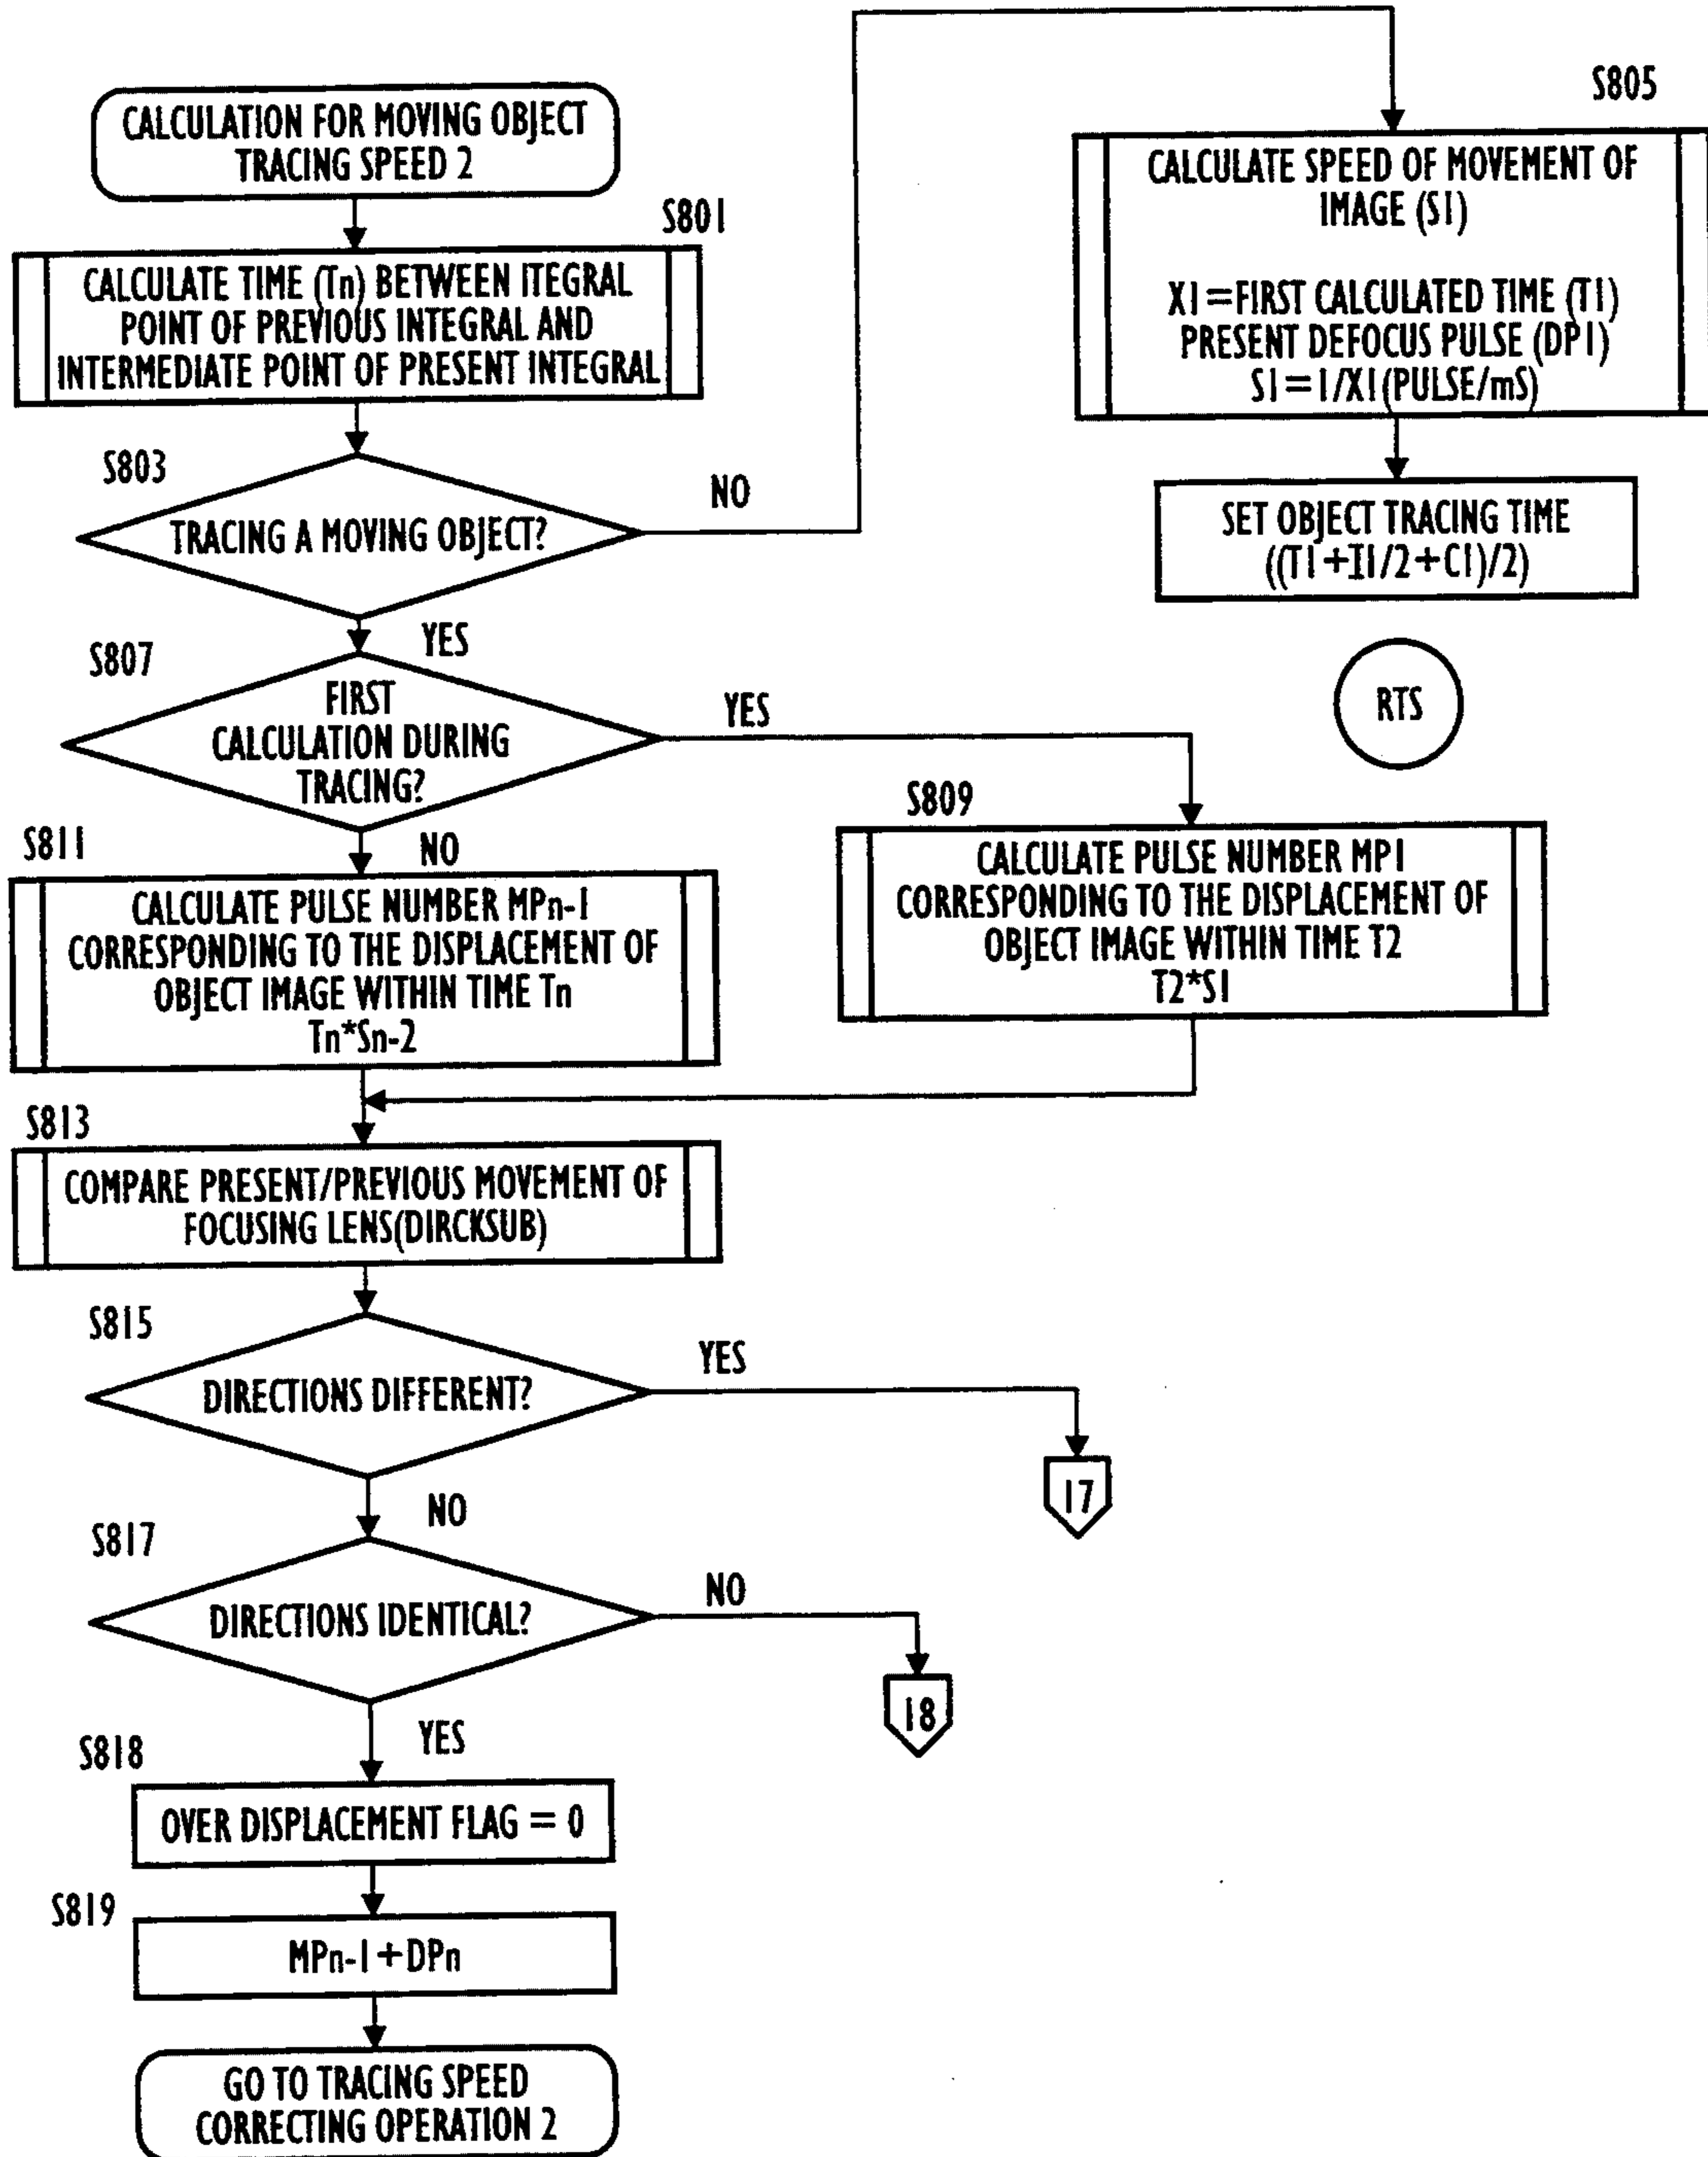 CALCULATION FOR MOVING OBJECT
TRACING SPEED 2
S801
CALCULATE TIME (Tn) BETWEEN ITEGRAL
POINT OF PREVIOUS INTEGRAL AND
INTERMEDIATE POINT OF PRESENT INTEGRAL
S803
TRACING A MOVING OBJECT?
NO
YES
S805
CALCULATE SPEED OF MOVEMENT OF
IMAGE (S1)
X1=FIRST CALCULATED TIME (T1)
PRESENT DEFOCUS PULSE (DP1)
S1=1/X1(PULSE/mS)
SET OBJECT TRACING TIME
((T1+I1/2+C1)/2)
RTS
S807
FIRST
CALCULATION DURING
TRACING?
YES
NO
S809
CALCULATE PULSE NUMBER MP1
CORRESPONDING TO THE DISPLACEMENT OF
OBJECT IMAGE WITHIN TIME T2
T2*S1
S811
CALCULATE PULSE NUMBER MPn-1
CORRESPONDING TO THE DISPLACEMENT OF
OBJECT IMAGE WITHIN TIME Tn
Tn*Sn-2
S813
COMPARE PRESENT/PREVIOUS MOVEMENT OF
FOCUSING LENS(DIRCKSUB)
S815
DIRECTIONS DIFFERENT?
YES
17
NO
S817
DIRECTIONS IDENTICAL?
NO
18
YES
S818
OVER DISPLACEMENT FLAG = 0
S819
MPn-1+DPn
GO TO TRACING SPEED
CORRECTING OPERATION 2